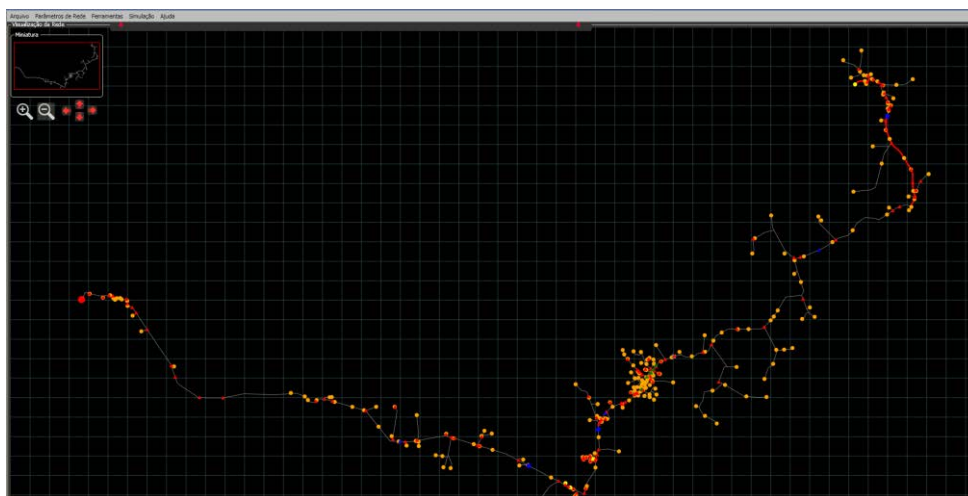 Arquivo Parâmetros de Rede Ferramentas Simulação Ajuda
Visualização da Rede
Miniatura